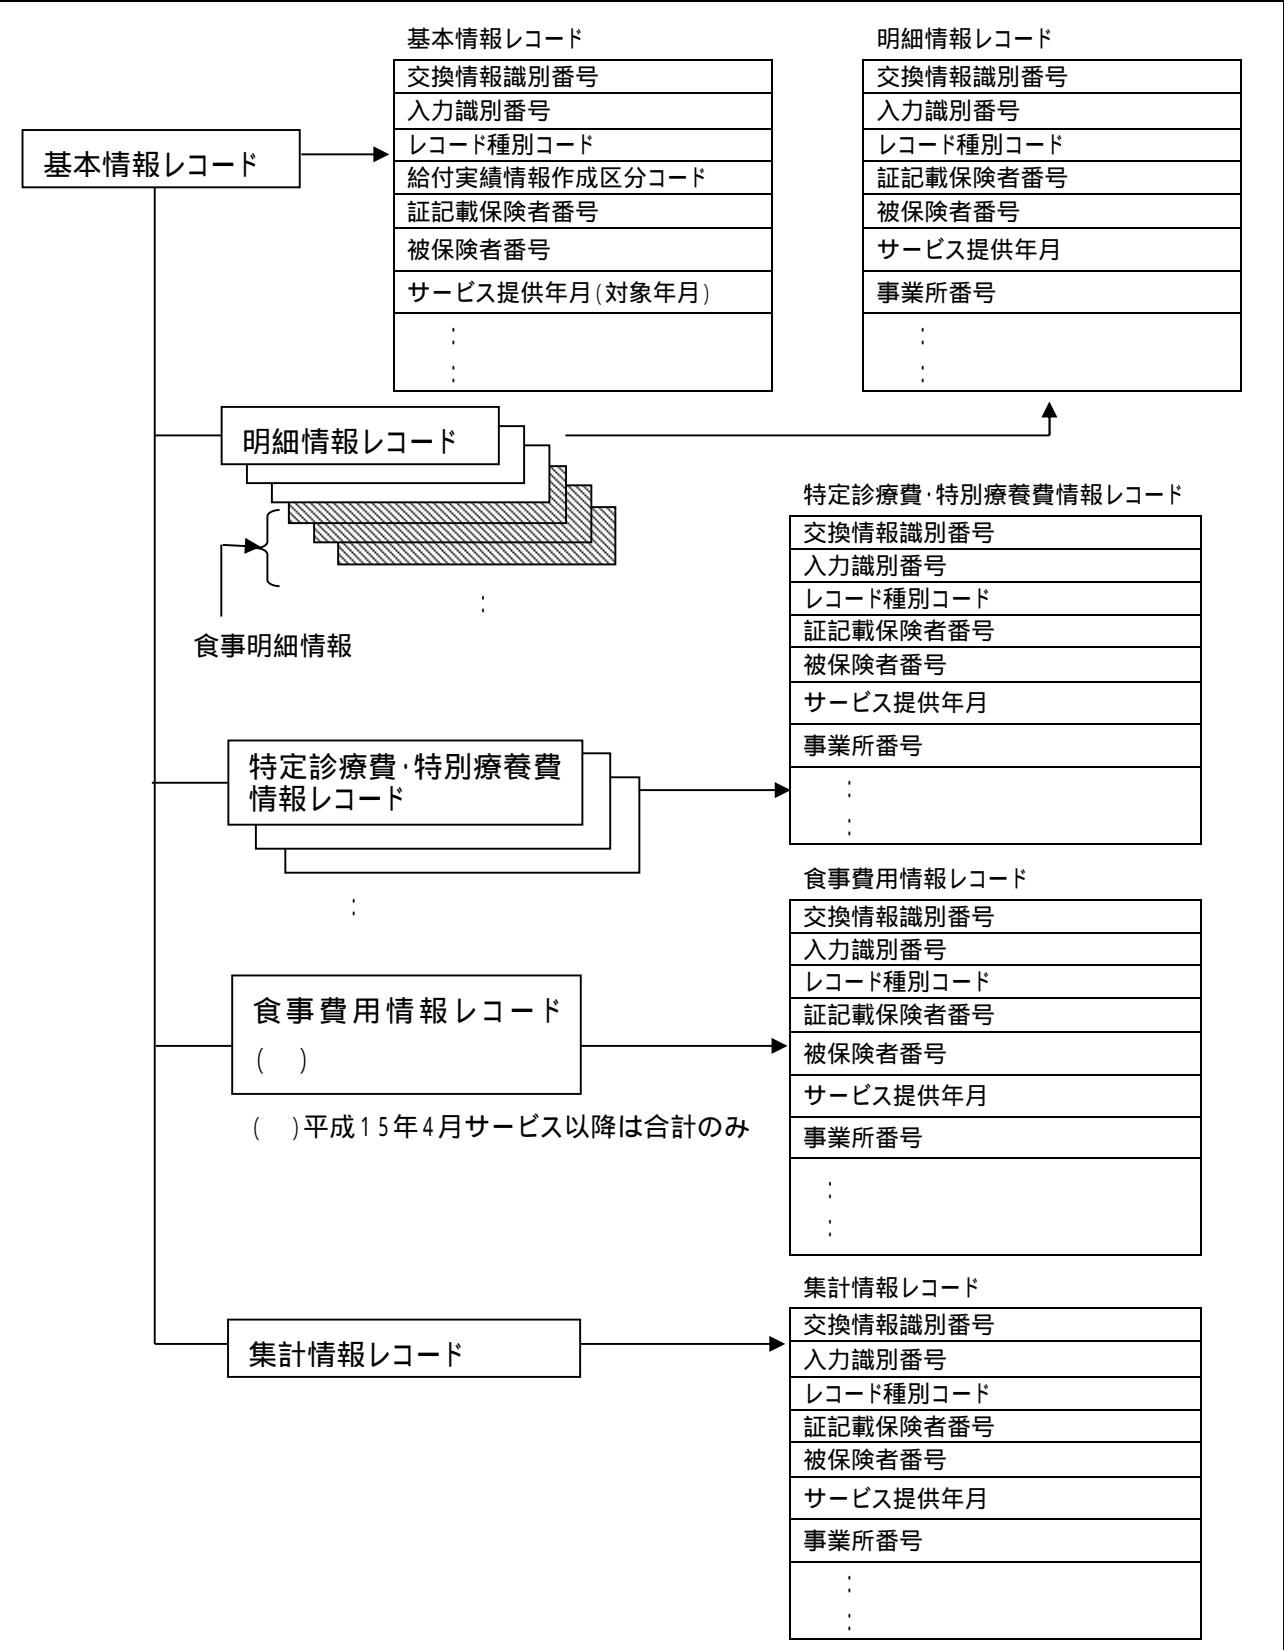 基本情報レコード
基本情報レコード
交換情報識別番号
入力識別番号
レコード種別コード
給付実績情報作成区分コード
証記載保険者番号
被保険者番号
サービス提供年月(対象年月)
:
:
明細情報レコード
交換情報識別番号
入力識別番号
レコード種別コード
証記載保険者番号
被保険者番号
サービス提供年月
事業所番号
:
:
明細情報レコード
:
食事明細情報
特定診療費・特別療養費情報レコード
交換情報識別番号
入力識別番号
レコード種別コード
証記載保険者番号
被保険者番号
サービス提供年月
事業所番号
:
:
特定診療費・特別療養費
情報レコード
:
食事費用情報レコード
交換情報識別番号
入力識別番号
レコード種別コード
証記載保険者番号
被保険者番号
サービス提供年月
事業所番号
:
:
食事費用情報レコード
(　)
(　)平成15年4月サービス以降は合計のみ
集計情報レコード
交換情報識別番号
入力識別番号
レコード種別コード
証記載保険者番号
被保険者番号
サービス提供年月
事業所番号
:
:
集計情報レコード